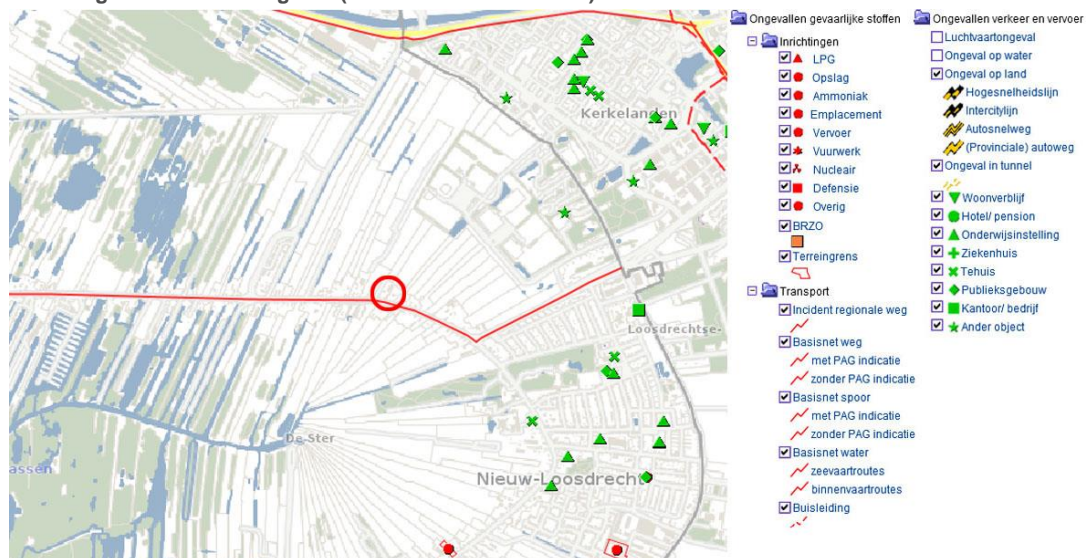 Kerkelanden
Loosdrechtse-
De Ster
assen
Nieuw-Loosdrecht
Ongevallen gevaarlijke stoffen
Inrichtingen
LPG
Opslag
Ammoniak
Emplacement
Vervoer
Vuurwerk
Nucleair
Defensie
Overig
BRZO
Terreingrens
Transport
Incident regionale weg
Basisnet weg
met PAG indicatie
zonder PAG indicatie
Basisnet spoor
met PAG indicatie
zonder PAG indicatie
Basisnet water
zeevaartroutes
binnenvaartroutes
Buisleiding
Ongevallen verkeer en vervoer
Luchtvaartongeval
Ongeval op water
Ongeval op land
Hogesnelheidslijn
Intercitylijn
Autosnelweg
(Provinciale) autoweg
Ongeval in tunnel
Woonverblijf
Hotel/ pension
Onderwijsinstelling
Ziekenhuis
Tehuis
Publieksgebouw
Kantoor/ bedrijf
Ander object